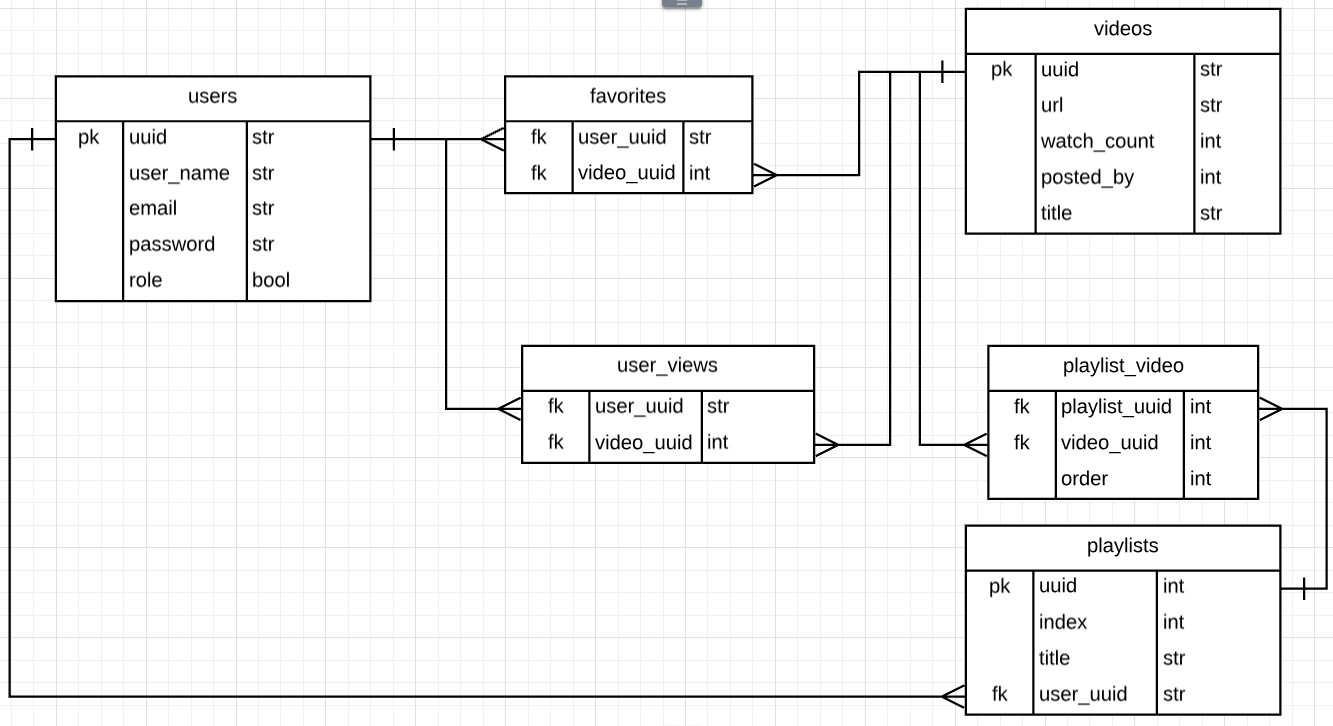 users
pk uuid str
user_name str
email str
password str
role bool
favorites
fk user_uuid str
fk video_uuid int
videos
pk uuid str
url str
watch_count int
posted_by int
title str
user_views
fk user_uuid str
fk video_uuid int
playlist_video
fk playlist_uuid int
fk video_uuid int
order int
playlists
pk uuid int
index int
title str
fk user_uuid str